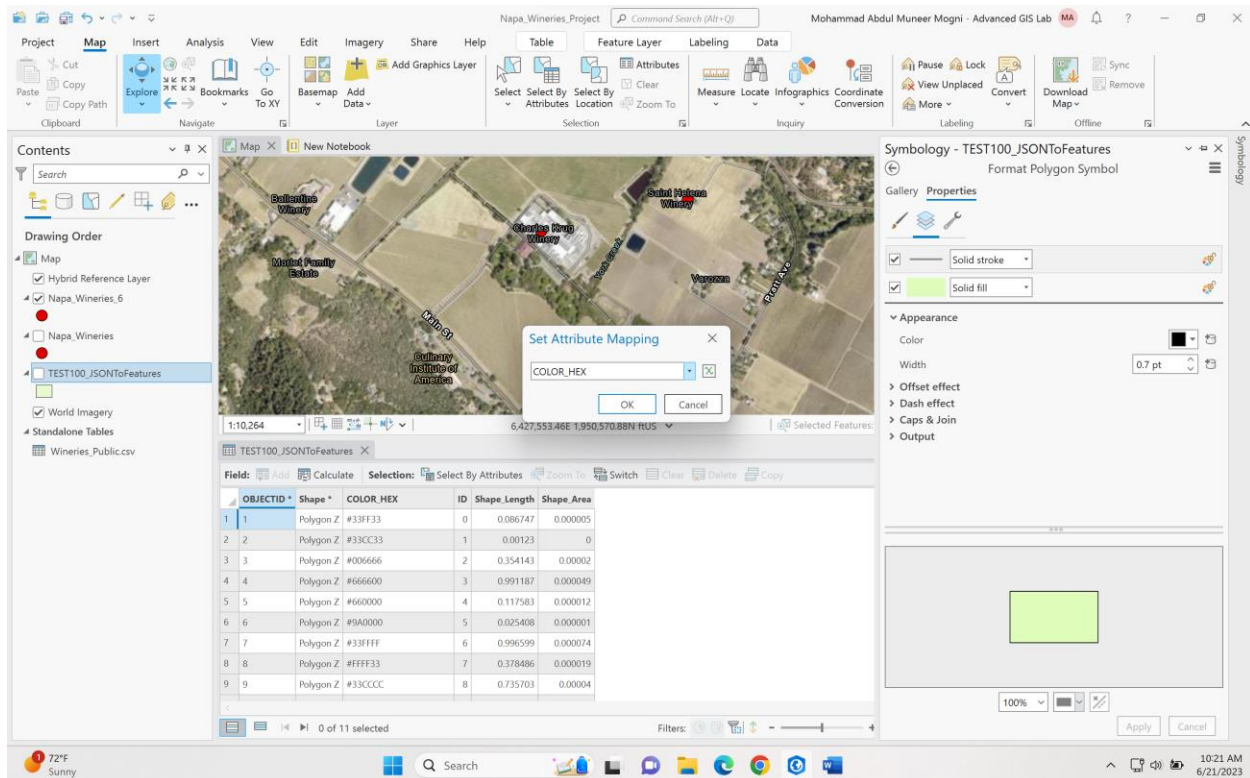 Napa_Wineries_Project
Command Search (Alt+Q)
Mohammad Abdul Muneer Mogni - Advanced GIS Lab
MA
?
Project Map Insert Analysis View Edit Imagery Share Help Table Feature Layer Labeling Data
Paste
Cut
Copy
Copy Path
Clipboard
Explore
Bookmarks
Go To XY
Navigate
Basemap
Add Data
Add Graphics Layer
Layer
Select
Select By Attributes
Select By Location
Attributes
Clear
Zoom To
Selection
Measure
Locate
Infographics
Coordinate Conversion
Inquiry
Pause
Lock
View Unplaced
More
Convert
Labeling
Download Map
Sync
Remove
Offline
Contents
Search
Drawing Order
Map
Hybrid Reference Layer
Napa_Wineries_6
Napa_Wineries
TEST100_JSONToFeatures
World Imagery
Standalone Tables
Wineries_Public.csv
Map
New Notebook
Ballentine
Winery
Charles Krug
Winery
Saint Helena
Winery
York Creek
Varozza
Pratt Ave
Main St
Culinary
Institute of
America
Set Attribute Mapping
COLOR_HEX
OK
Cancel
1:10,264
6,427,553.46E 1,950,570.88N ftUS
Selected Features:
TEST100_JSONToFeatures
Field: Add Calculate Selection: Select By Attributes Zoom To Switch Clear Delete Copy
OBJECTID * Shape * COLOR_HEX ID Shape_Length Shape_Area
1 1 Polygon Z #33FF33 0 0.086747 0.000005
2 2 Polygon Z #33CC33 1 0.00123 0
3 3 Polygon Z #006666 2 0.354143 0.00002
4 4 Polygon Z #666600 3 0.991187 0.000049
5 5 Polygon Z #660000 4 0.117583 0.000012
6 6 Polygon Z #9A0000 5 0.025408 0.000001
7 7 Polygon Z #33FFFF 6 0.996599 0.000074
8 8 Polygon Z #FFFF33 7 0.378486 0.000019
9 9 Polygon Z #33CCCC 8 0.735703 0.00004
0 of 11 selected
Filters:
Symbology - TEST100_JSONToFeatures
Format Polygon Symbol
Gallery Properties
Solid stroke
Solid fill
Appearance
Color
Width
0.7 pt
Offset effect
Dash effect
Caps & Join
Output
100%
Apply
Cancel
Symbology
1
72°F
Sunny
Search
10:21 AM
6/21/2023